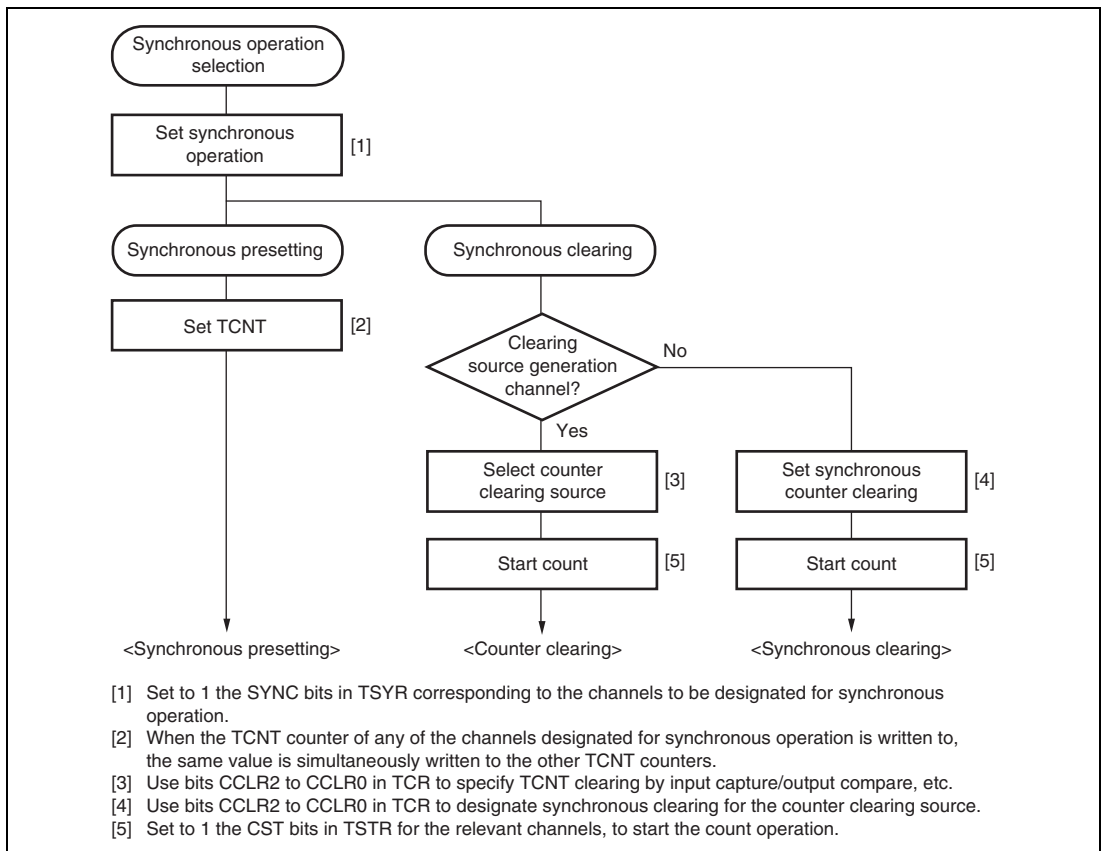 Synchronous operation
selection
Set synchronous
operation
[1]
Synchronous presetting
Synchronous clearing
Set TCNT
[2]
Clearing
source generation
channel?
No
Yes
Select counter
clearing source
[3]
Set synchronous
counter clearing
[4]
Start count
[5]
Start count
[5]
<Synchronous presetting>
<Counter clearing>
<Synchronous clearing>
[1] Set to 1 the SYNC bits in TSYR corresponding to the channels to be designated for synchronous
operation.
[2] When the TCNT counter of any of the channels designated for synchronous operation is written to,
the same value is simultaneously written to the other TCNT counters.
[3] Use bits CCLR2 to CCLR0 in TCR to specify TCNT clearing by input capture/output compare, etc.
[4] Use bits CCLR2 to CCLR0 in TCR to designate synchronous clearing for the counter clearing source.
[5] Set to 1 the CST bits in TSTR for the relevant channels, to start the count operation.